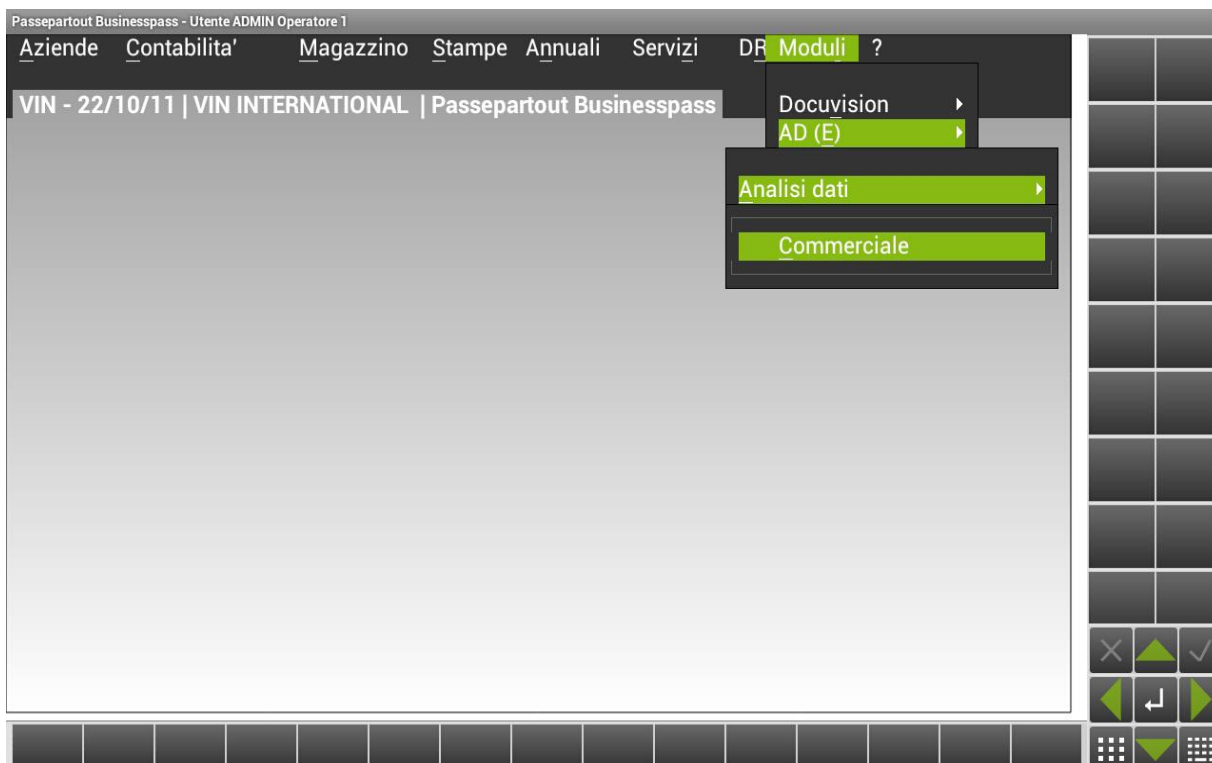 Passepartout Businesspass - Utente ADMIN Operatore 1
Aziende Contabilita' Magazzino Stampe Annuali Servizi DR Moduli ?
VIN - 22/10/11 | VIN INTERNATIONAL | Passepartout Businesspass
Docuvision
AD (E)
Analisi dati
Commerciale